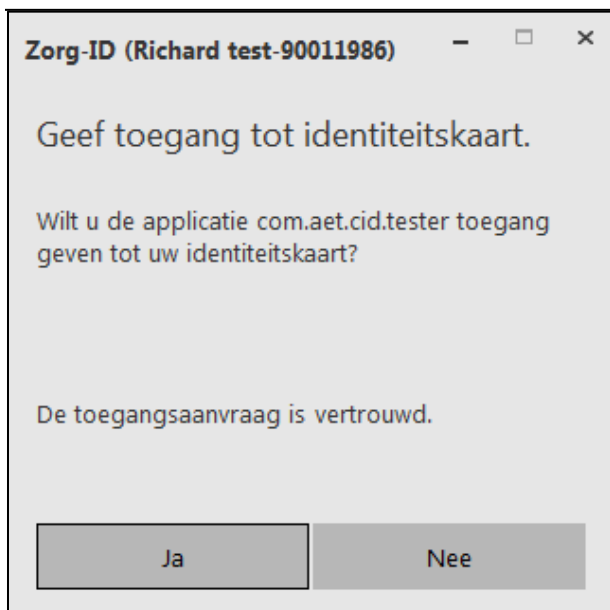 Zorg-ID (Richard test-90011986)
Geef toegang tot identiteitskaart.
Wilt u de applicatie com.aet.cid.tester toegang
geven tot uw identiteitskaart?
De toegangsaanvraag is vertrouwd.
Ja
Nee